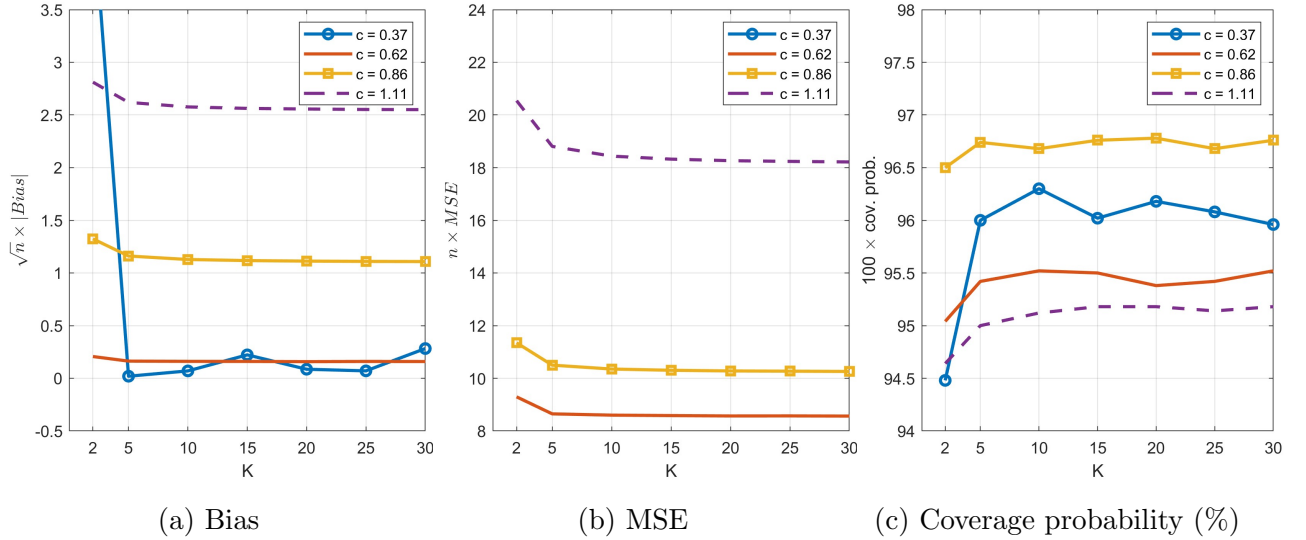 3.5
3
2.5
2
1.5
1
0.5
0
-0.5
√n × |Bias|
2 5 10 15 20 25 30
K
c = 0.37
c = 0.62
c = 0.86
c = 1.11
(a) Bias
24
22
20
18
16
14
12
10
8
n × MSE
2 5 10 15 20 25 30
K
c = 0.37
c = 0.62
c = 0.86
c = 1.11
(b) MSE
98
97.5
97
96.5
96
95.5
95
94.5
94
100 × cov. prob.
2 5 10 15 20 25 30
K
c = 0.37
c = 0.62
c = 0.86
c = 1.11
(c) Coverage probability (%)